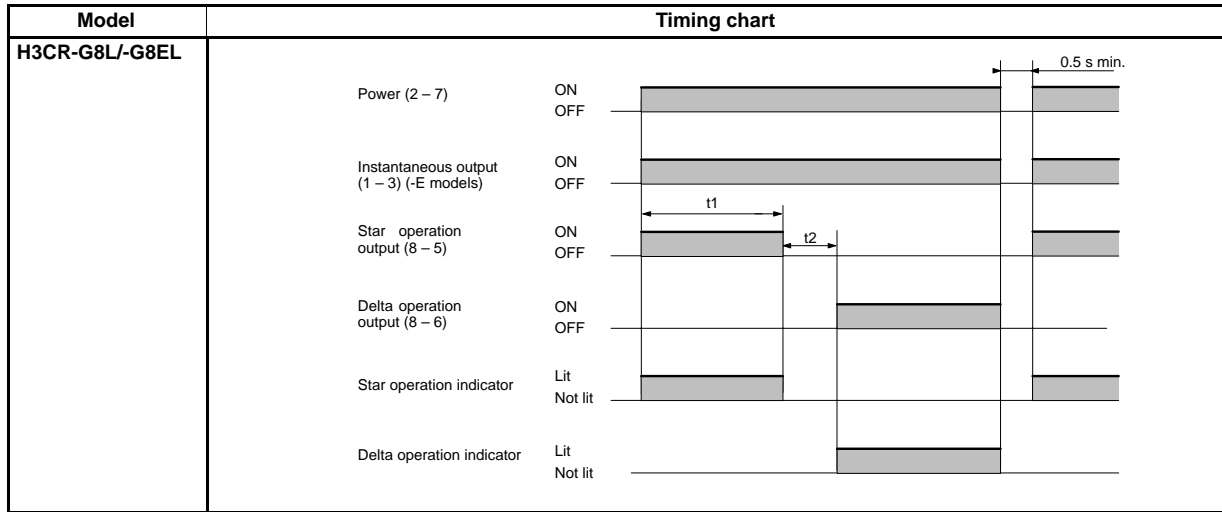 Model Timing chart
H3CR-G8L/-G8EL
0.5 s min.
Power (2 – 7) ON
OFF
Instantaneous output ON
(1 – 3) (-E models) OFF
t1
Star operation ON
output (8 – 5) OFF
t2
Delta operation ON
output (8 – 6) OFF
Star operation indicator Lit
Not lit
Delta operation indicator Lit
Not lit